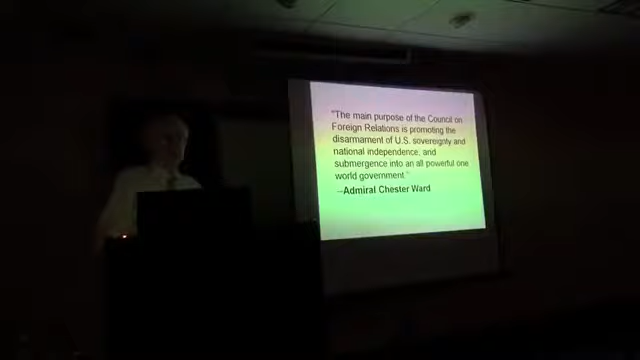 "The main purpose of the Council on
Foreign Relations is promoting the
disarmament of U.S. sovereignty and
national independence, and
submergence into an all powerful one
world government."
--Admiral Chester Ward